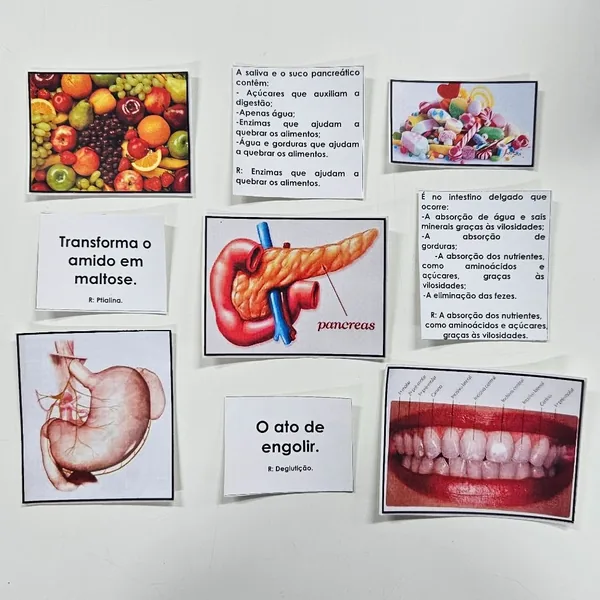 A saliva e o suco pancreático
contêm:
- Açúcares que auxiliam a
digestão;
-Apenas água;
-Enzimas que ajudam a
quebrar os alimentos;
-Água e gorduras que ajudam
a quebrar os alimentos.
R: Enzimas que ajudam a
quebrar os alimentos.
Transforma o
amido em
maltose.
R: Ptialina.
pancreas
É no intestino delgado que
ocorre:
-A absorção de água e sais
minerais graças às vilosidades;
-A absorção de
gorduras;
-A absorção dos nutrientes,
como aminoácidos e
açúcares, graças às
vilosidades;
-A eliminação das fezes.
R: A absorção dos nutrientes,
como aminoácidos e açúcares,
graças às vilosidades.
O ato de
engolir.
R: Deglutição.